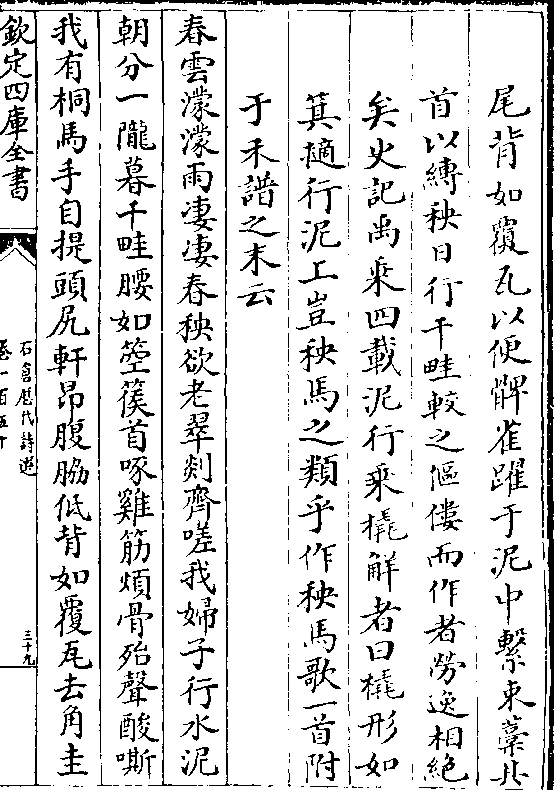 尾背如覆瓦以便髀雀躍于泥中繫束藁其
首以縛秧日行千畦較之傴僂而作者勞逸相絶
矣史記禹乘四載泥行乘橇解者曰橇形如
箕擿行泥上豈秧馬之類乎作秧馬歌一首附
于禾譜之末云
春雲濛濛雨凄凄春秧欲老翠剡齊嗟我婦子行水泥
朝分一隴暮千畦腰如箜篌首啄雞筋煩骨殆聲酸嘶
我有桐馬手自提頭尻軒昂腹脇低背如覆瓦去角圭
欽定四庫全書
石倉歷代詩選
卷一百五十
三十九